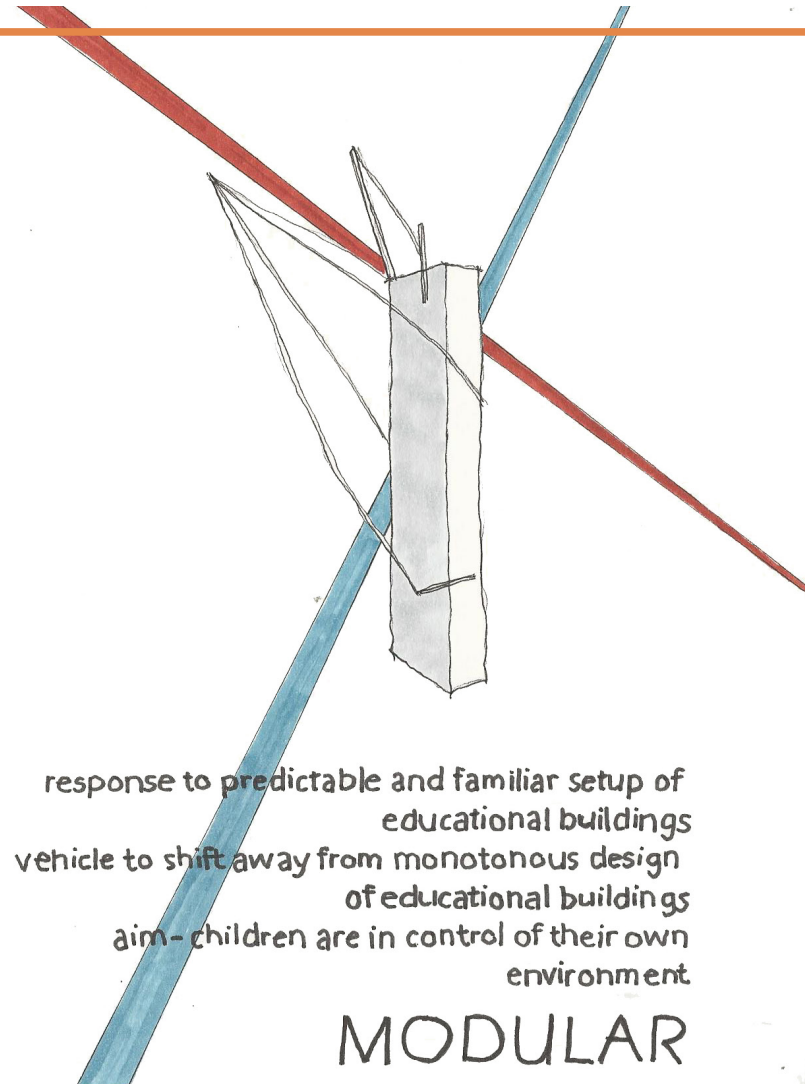 response to predictable and familiar setup of
educational buildings
vehicle to shift away from monotonous design
of educational buildings
aim- children are in control of their own
environment
MODULAR